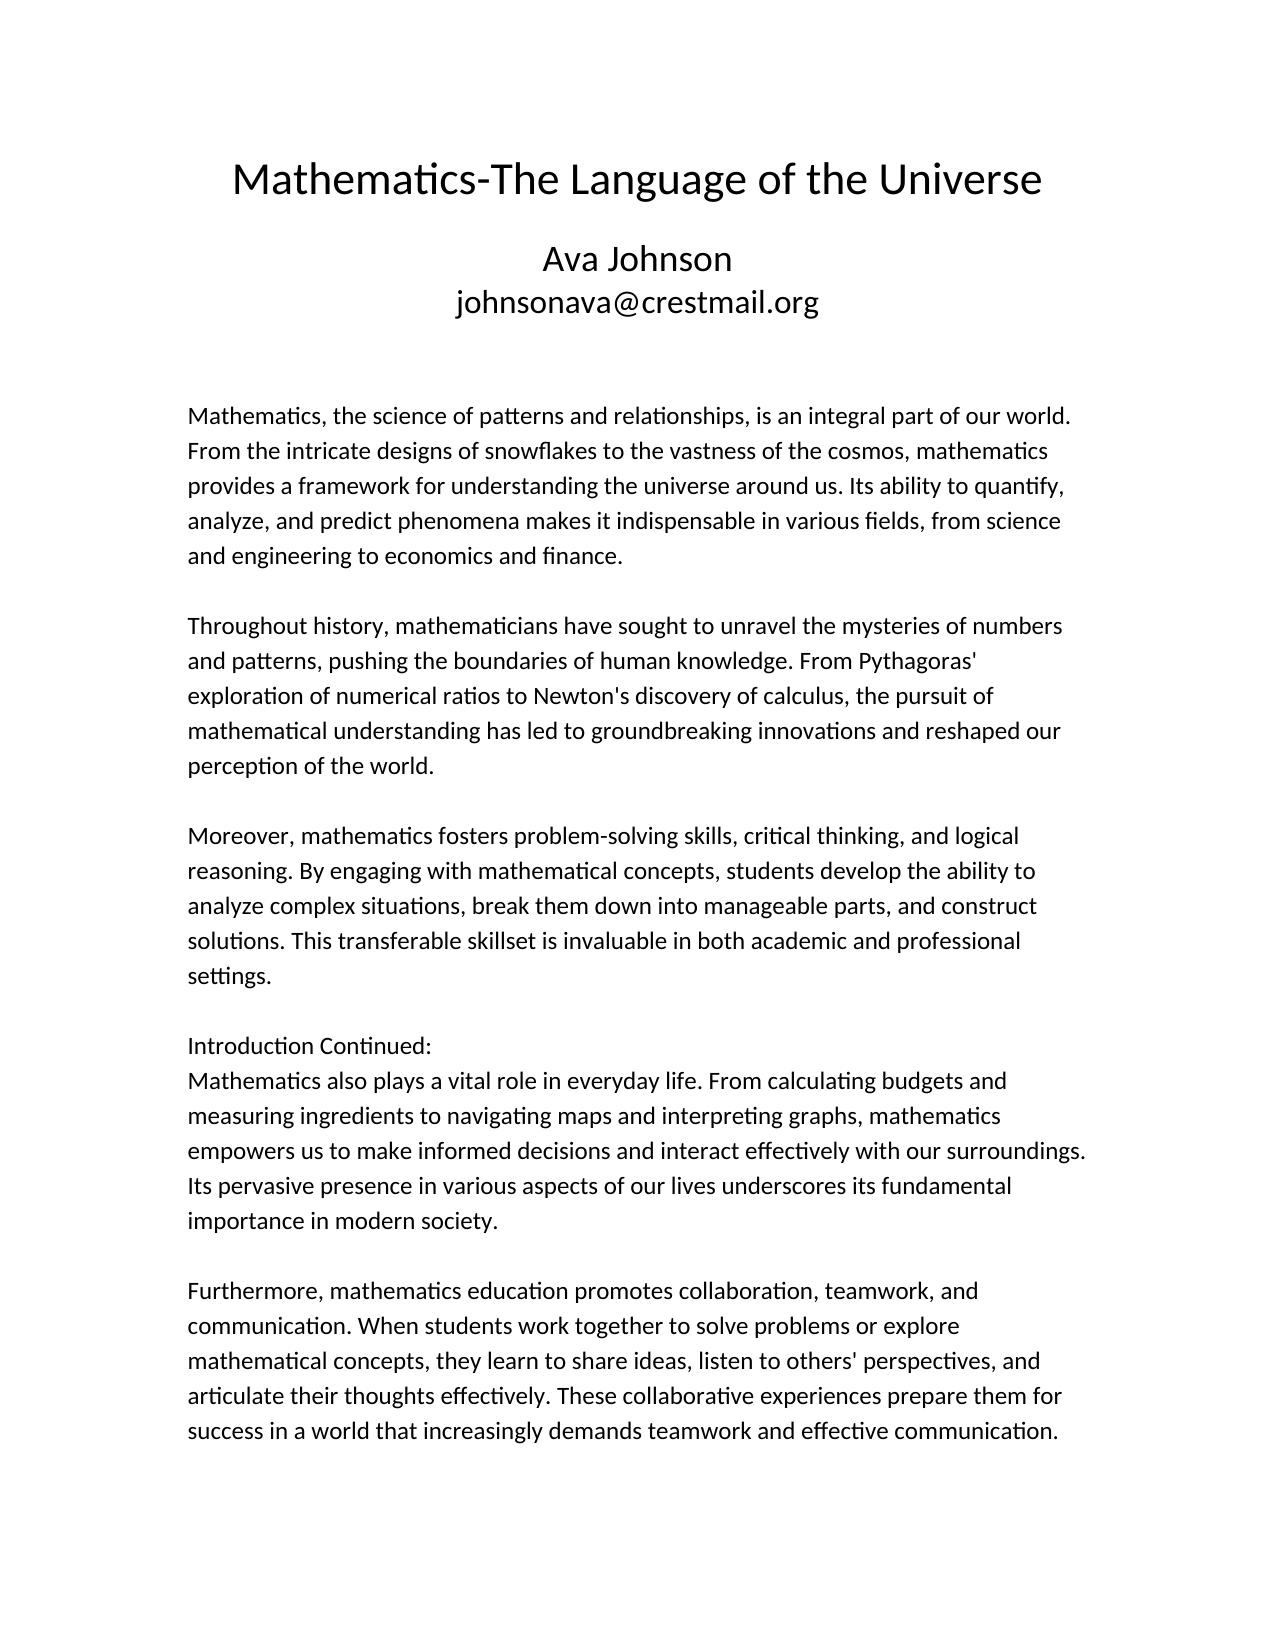 Mathematics-The Language of the Universe
Ava Johnson
johnsonava@crestmail.org
Mathematics, the science of patterns and relationships, is an integral part of our world.
From the intricate designs of snowflakes to the vastness of the cosmos, mathematics
provides a framework for understanding the universe around us. Its ability to quantify,
analyze, and predict phenomena makes it indispensable in various fields, from science
and engineering to economics and finance.
Throughout history, mathematicians have sought to unravel the mysteries of numbers
and patterns, pushing the boundaries of human knowledge. From Pythagoras'
exploration of numerical ratios to Newton's discovery of calculus, the pursuit of
mathematical understanding has led to groundbreaking innovations and reshaped our
perception of the world.
Moreover, mathematics fosters problem-solving skills, critical thinking, and logical
reasoning. By engaging with mathematical concepts, students develop the ability to
analyze complex situations, break them down into manageable parts, and construct
solutions. This transferable skillset is invaluable in both academic and professional
settings.
Introduction Continued:
Mathematics also plays a vital role in everyday life. From calculating budgets and
measuring ingredients to navigating maps and interpreting graphs, mathematics
empowers us to make informed decisions and interact effectively with our surroundings.
Its pervasive presence in various aspects of our lives underscores its fundamental
importance in modern society.
Furthermore, mathematics education promotes collaboration, teamwork, and
communication. When students work together to solve problems or explore
mathematical concepts, they learn to share ideas, listen to others' perspectives, and
articulate their thoughts effectively. These collaborative experiences prepare them for
success in a world that increasingly demands teamwork and effective communication.